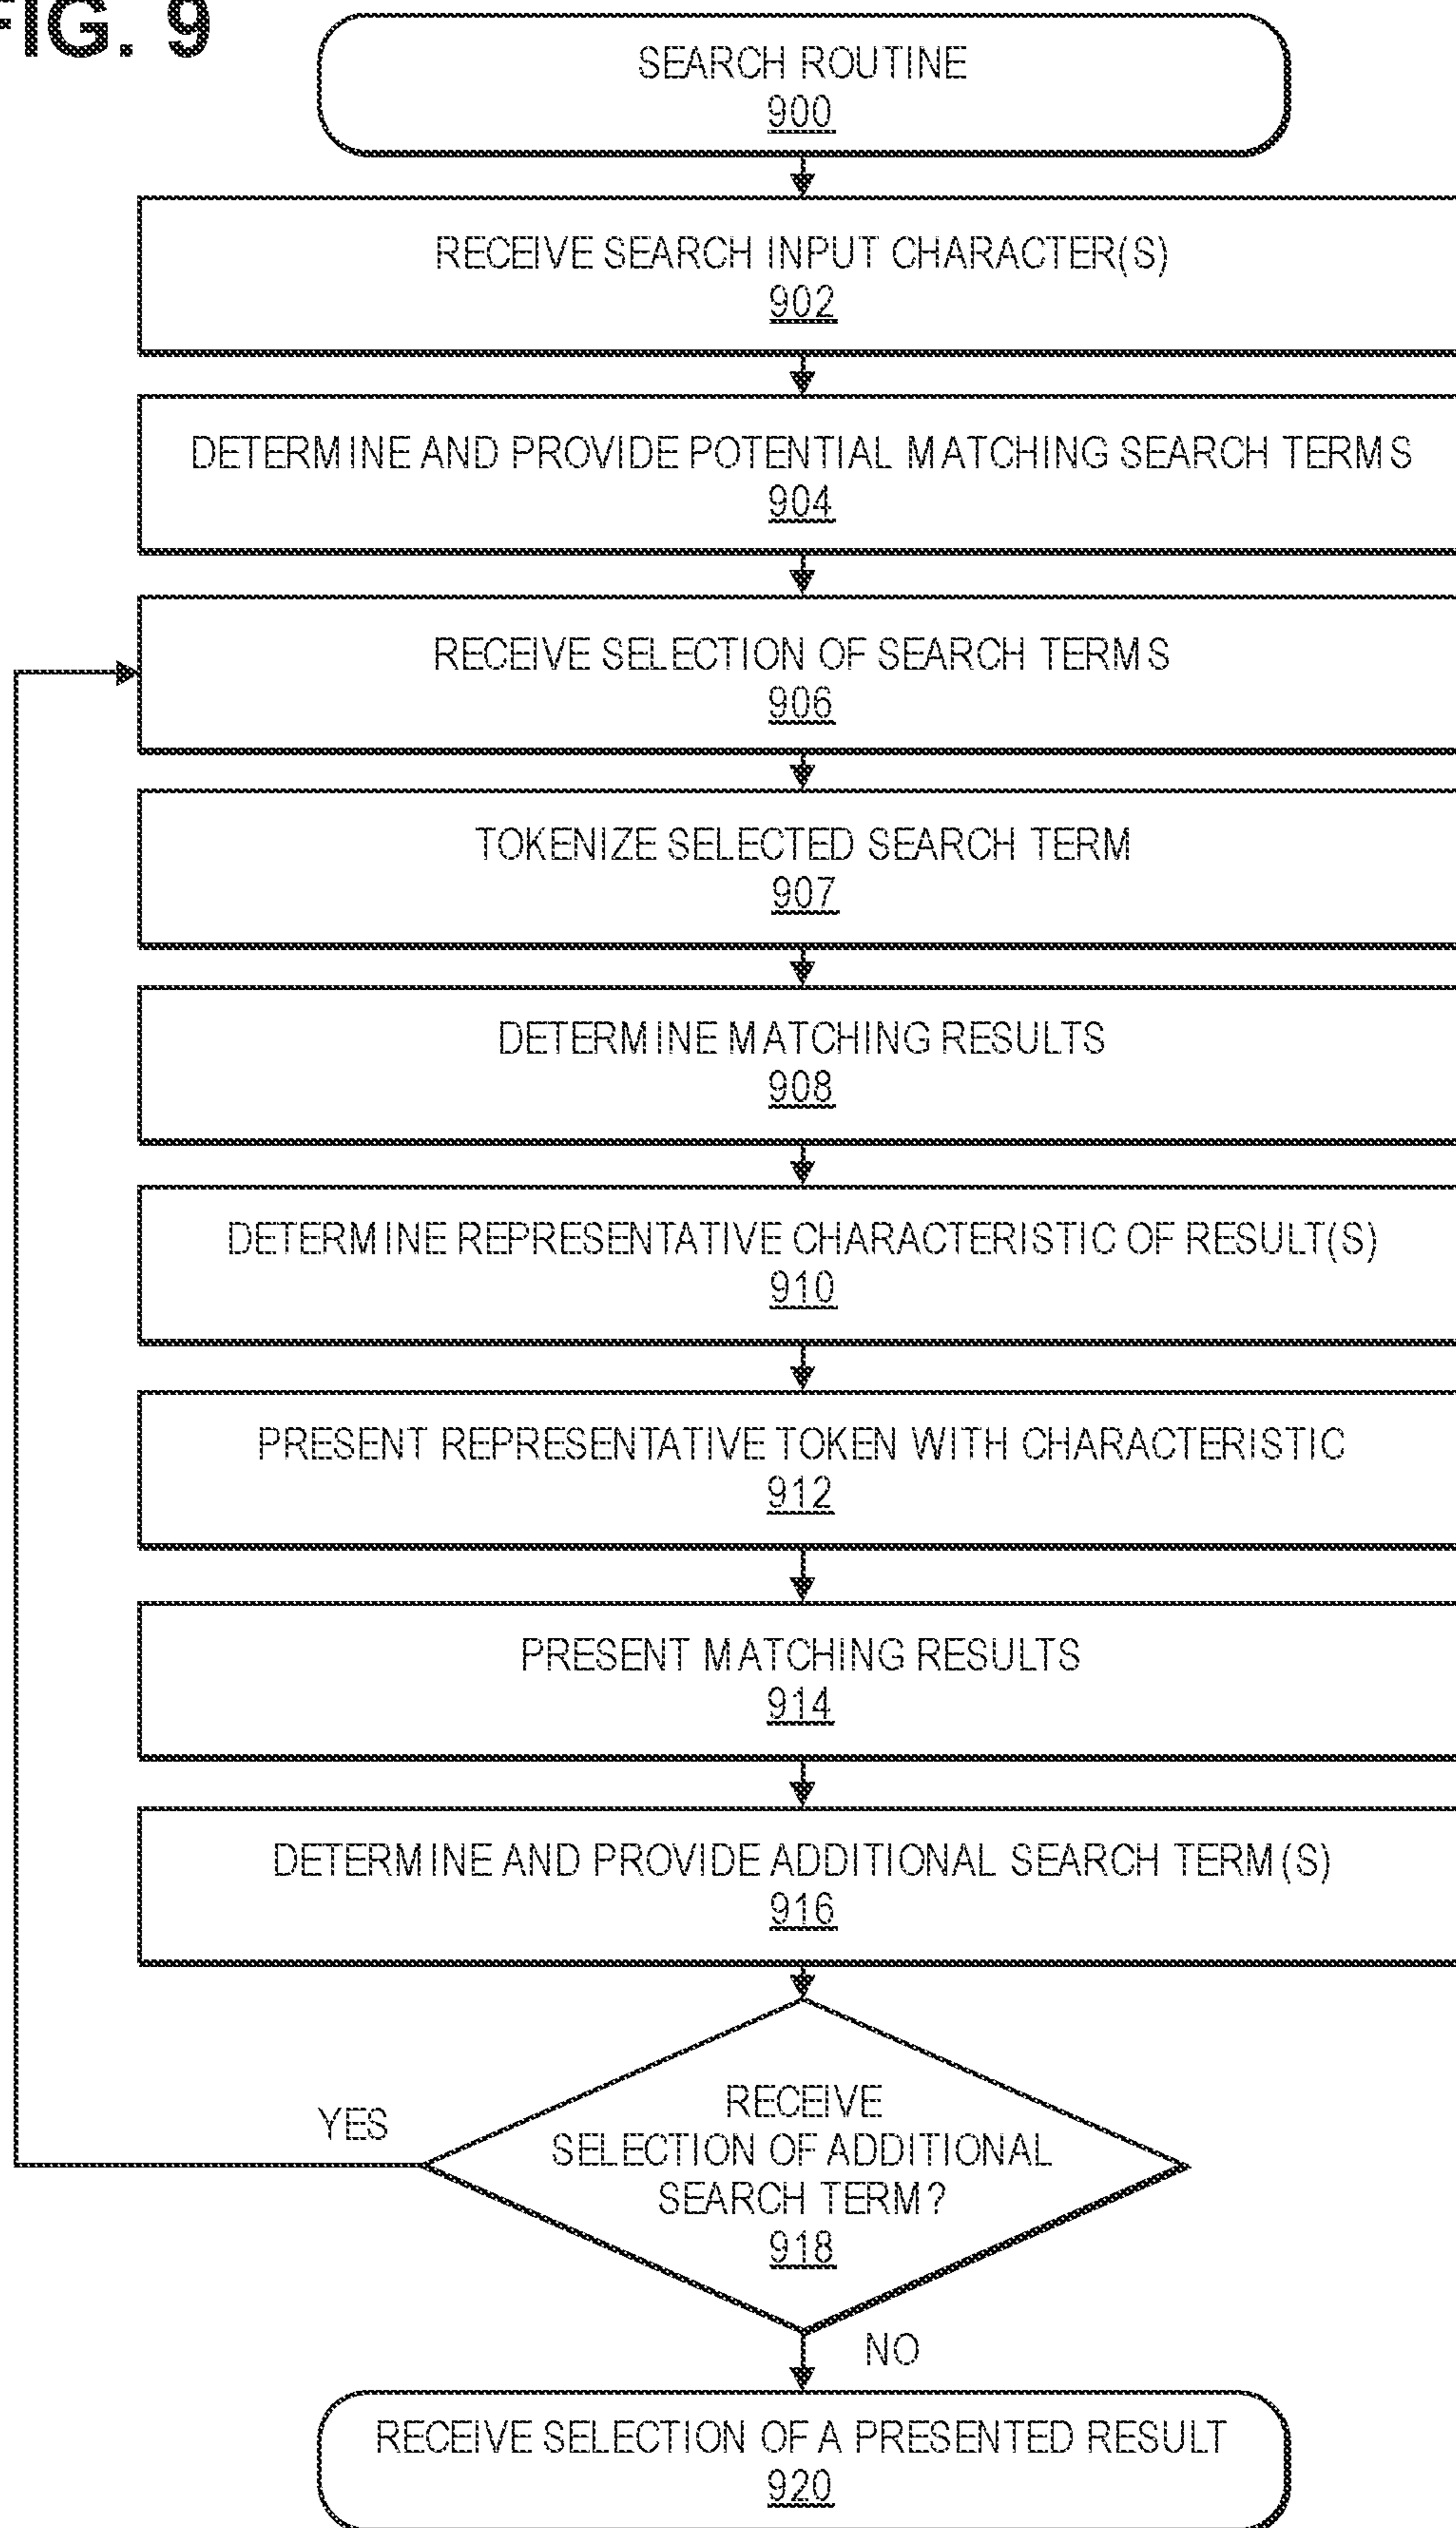 FIG. 9
SEARCH ROUTINE
900
RECEIVE SEARCH INPUT CHARACTER(S)
902
DETERMINE AND PROVIDE POTENTIAL MATCHING SEARCH TERMS
904
RECEIVE SELECTION OF SEARCH TERMS
906
TOKENIZE SELECTED SEARCH TERM
907
DETERMINE MATCHING RESULTS
908
DETERMINE REPRESENTATIVE CHARACTERISTIC OF RESULT(S)
910
PRESENT REPRESENTATIVE TOKEN WITH CHARACTERISTIC
912
PRESENT MATCHING RESULTS
914
DETERMINE AND PROVIDE ADDITIONAL SEARCH TERM(S)
916
RECEIVE
SELECTION OF ADDITIONAL
SEARCH TERM?
918
YES
NO
RECEIVE SELECTION OF A PRESENTED RESULT
920